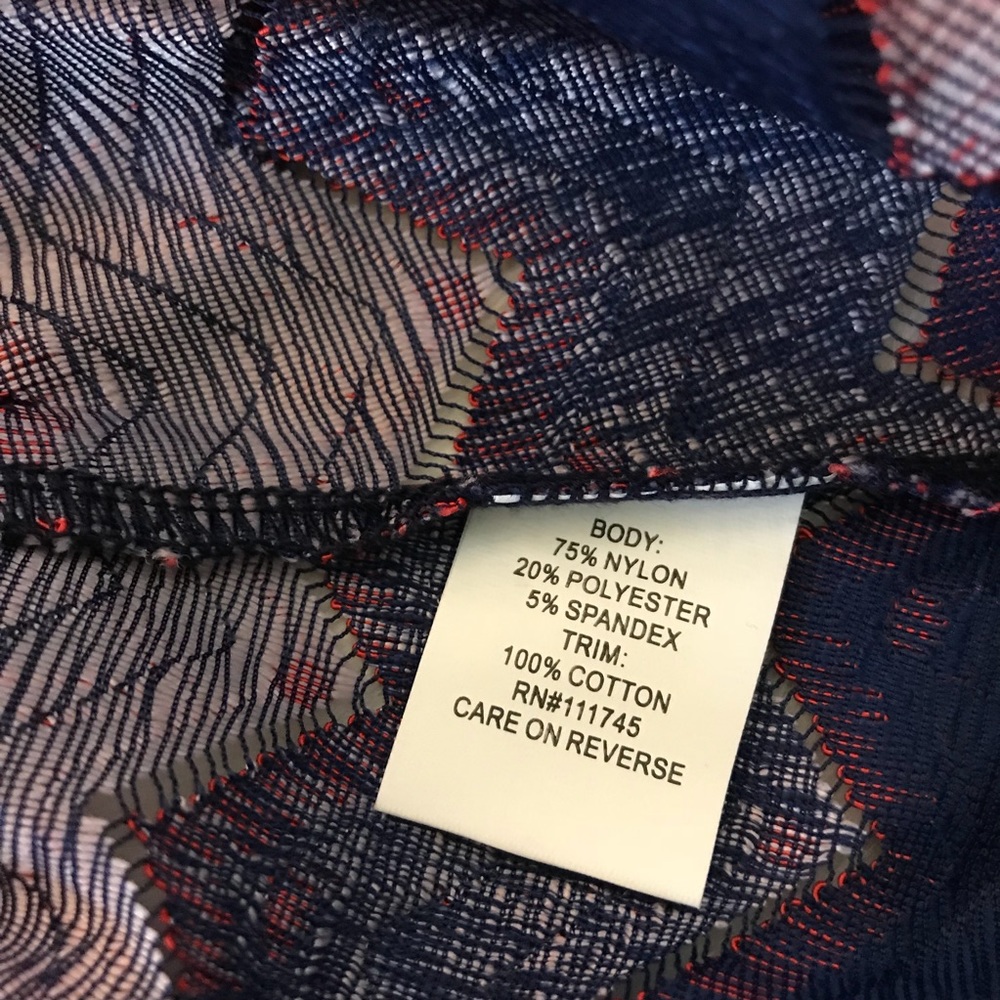 BODY:
75% NYLON
20% POLYESTER
5% SPANDEX
TRIM:
100% COTTON
RN#111745
CARE ON REVERSE